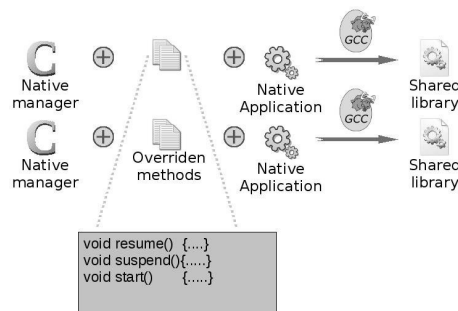 GCC
Native manager
Native Application
Shared library
GCC
Native manager
Overriden methods
Native Application
Shared library
void resume() {....}
void suspend(){.....}
void start() {.....}